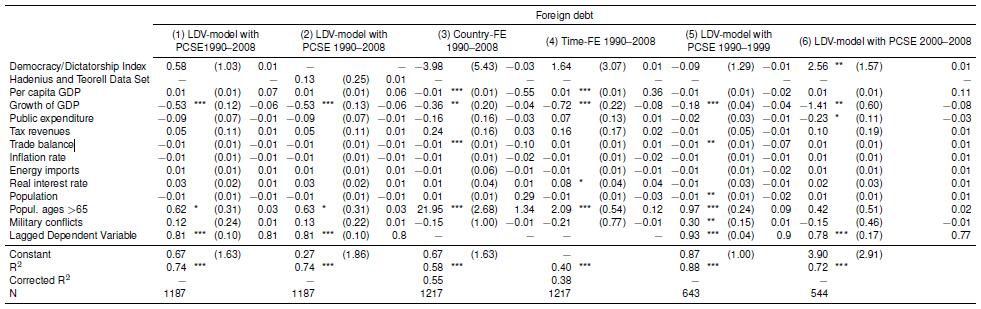 Foreign debt
(1) LDV-model with PCSE1990–2008 (2) LDV-model with PCSE 1990–2008 (3) Country-FE 1990–2008 (4) Time-FE 1990–2008 (5) LDV-model with PCSE 1990–1999 (6) LDV-model with PCSE 2000–2008
Democracy/Dictatorship Index 0.58 (1.03) 0.01 – – −3.98 (5.43) −0.03 1.64 (3.07) 0.01 −0.09 (1.29) −0.01 2.56 ** (1.57) 0.01
Hadenius and Teorell Data Set – 0.13 (0.25) 0.01 – – – – – – –
Per capita GDP 0.01 (0.01) 0.07 0.01 (0.01) 0.06 −0.01 *** (0.01) −0.55 0.01 *** (0.01) 0.36 −0.01 (0.01) −0.02 0.01 (0.01) 0.11
Growth of GDP −0.53 *** (0.12) −0.06 −0.53 *** (0.13) −0.06 −0.36 ** (0.20) −0.04 −0.72 *** (0.22) −0.08 −0.18 *** (0.04) −0.04 −1.41 ** (0.60) −0.08
Public expenditure −0.09 (0.07) −0.01 −0.09 (0.07) −0.01 −0.16 (0.16) −0.03 0.07 (0.13) 0.01 −0.02 (0.03) −0.01 −0.23 * (0.11) −0.03
Tax revenues 0.05 (0.11) 0.01 0.05 (0.11) 0.01 0.24 (0.16) 0.03 0.16 (0.17) 0.02 −0.01 (0.05) −0.01 0.10 (0.19) 0.01
Trade balance −0.01 (0.01) −0.01 −0.01 (0.01) −0.01 −0.01 *** (0.01) −0.10 0.01 (0.01) 0.01 −0.01 ** (0.01) −0.07 0.01 (0.01) 0.01
Inflation rate −0.01 (0.01) −0.01 −0.01 (0.01) −0.01 −0.01 (0.01) −0.02 −0.01 (0.01) −0.02 −0.01 (0.01) −0.01 0.01 (0.01) 0.01
Energy imports 0.01 (0.01) 0.01 0.01 (0.01) 0.01 −0.01 (0.06) −0.01 −0.01 (0.01) −0.01 −0.01 (0.01) −0.02 0.01 (0.01) 0.01
Real interest rate 0.03 (0.02) 0.01 0.03 (0.02) 0.01 0.01 (0.04) 0.01 0.08 * (0.04) 0.04 −0.01 (0.03) −0.01 0.02 (0.03) 0.01
Population −0.01 (0.01) −0.01 −0.01 (0.01) −0.01 0.01 (0.01) 0.29 −0.01 (0.01) −0.03 −0.01 ** (0.01) −0.02 0.01 (0.01) 0.01
Popul. ages >65 0.62 * (0.31) 0.03 0.63 * (0.31) 0.03 21.95 *** (2.68) 1.34 2.09 *** (0.54) 0.12 0.97 *** (0.24) 0.09 0.42 (0.51) 0.02
Military conflicts 0.12 (0.24) 0.01 0.13 (0.22) 0.01 −0.15 (1.00) −0.01 −0.21 (0.77) −0.01 0.30 ** (0.15) 0.01 −0.15 (0.46) −0.01
Lagged Dependent Variable 0.81 *** (0.10) 0.81 0.81 *** (0.10) 0.8 – – – 0.93 *** (0.04) 0.9 0.78 *** (0.17) 0.77
Constant 0.67 (1.63) 0.27 (1.86) 0.67 (1.63) 0.87 (1.00) 3.90 (2.91)
R² 0.74 *** 0.74 *** 0.58 *** 0.40 *** 0.88 *** 0.72 ***
Corrected R² – – 0.55 0.38 – –
N 1187 1187 1217 1217 643 544